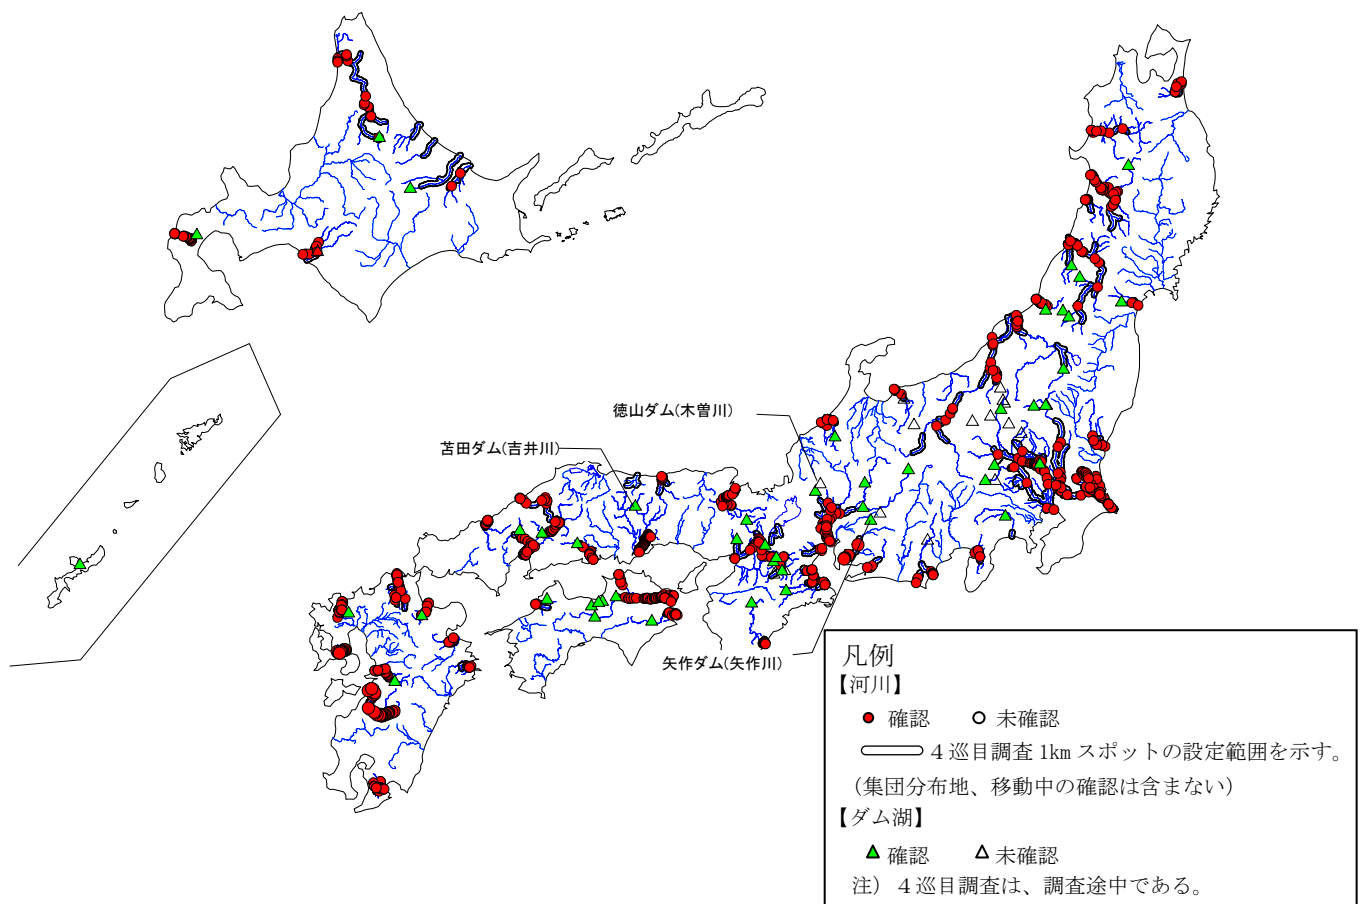 徳山ダム(木曽川)
苫田ダム(吉井川)
矢作ダム(矢作川)
凡例
【河川】
確認 未確認
４巡目調査 1km スポットの設定範囲を示す。
（集団分布地、移動中の確認は含まない）
【ダム湖】
確認 未確認
注）４巡目調査は、調査途中である。